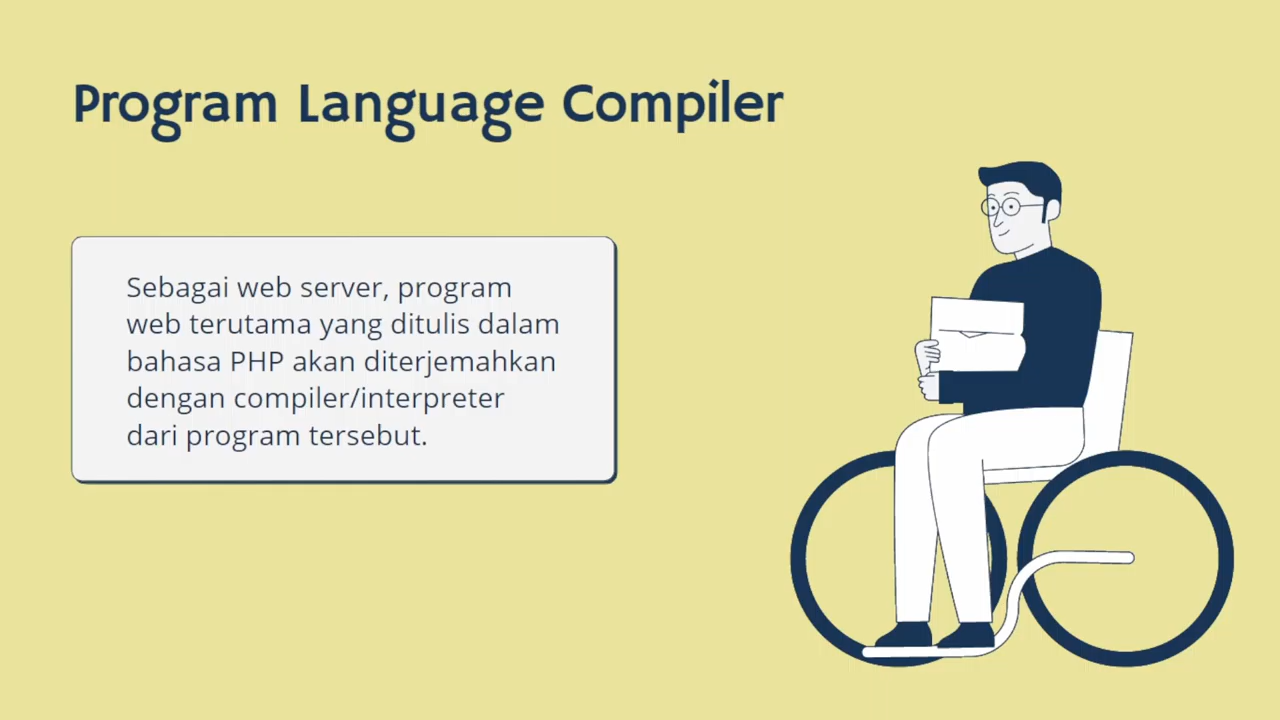 Program Language Compiler
Sebagai web server, program
web terutama yang ditulis dalam
bahasa PHP akan diterjemahkan
dengan compiler/interpreter
dari program tersebut.